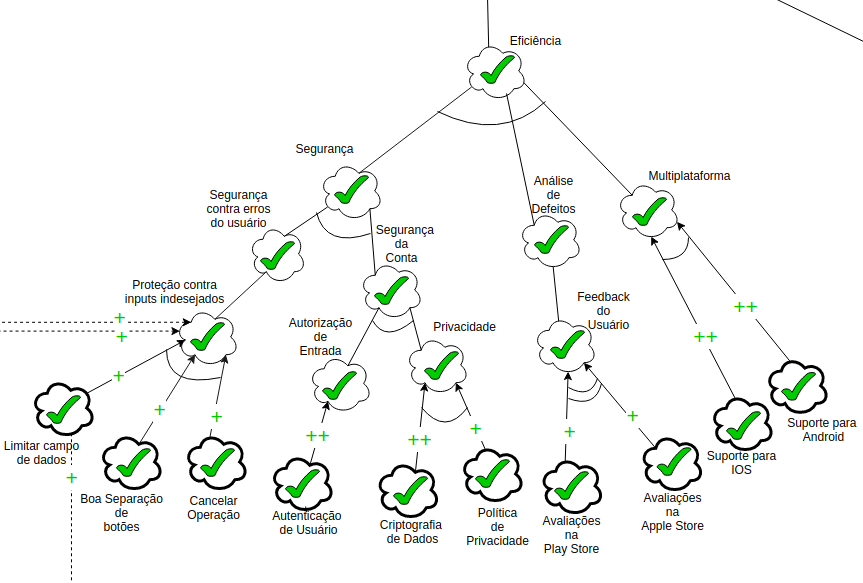 Eficiência
Segurança
Segurança
contra erros
do usuário
Análise
de
Defeitos
Multiplataforma
Segurança
da
Conta
Proteção contra
inputs indesejados
Autorização
de
Entrada
Privacidade
Feedback
do
Usuário
+
+
+
+
+
++
++
+
+
+
++
++
+
Limitar campo
de dados
Boa Separação
de
botões
Cancelar
Operação
Autenticação
de Usuário
Criptografia
de Dados
Política
de
Privacidade
Avaliações
na
Play Store
Avaliações
na
Apple Store
Suporte para
IOS
Suporte para
Android